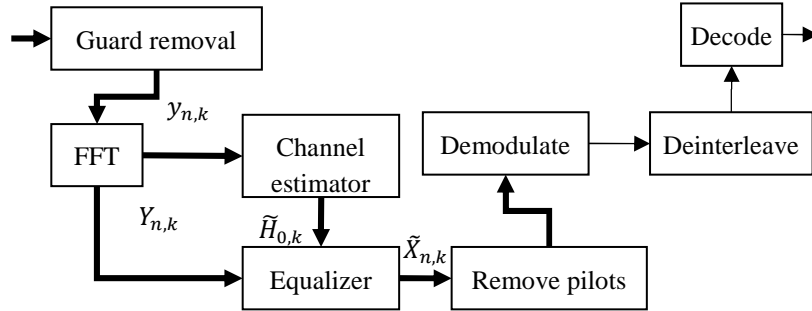 Guard removal
Decode
y_{n,k}
FFT
Channel
estimator
Demodulate
Deinterleave
Y_{n,k}
H̃_{0,k}
X̃_{n,k}
Equalizer
Remove pilots